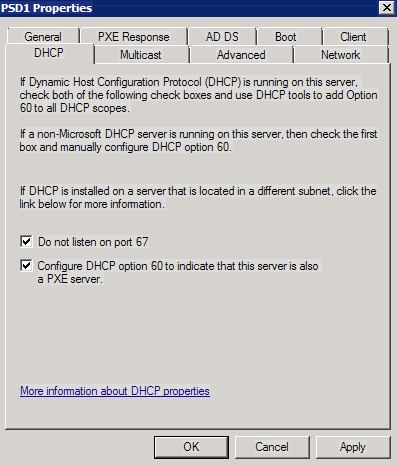 PSD1 Properties
General PXE Response AD DS Boot Client
DHCP Multicast Advanced Network
If Dynamic Host Configuration Protocol (DHCP) is running on this server,
check both of the following check boxes and use DHCP tools to add Option
60 to all DHCP scopes.
If a non-Microsoft DHCP server is running on this server, then check the first
box and manually configure DHCP option 60.
If DHCP is installed on a server that is located in a different subnet, click the
link below for more information.
Do not listen on port 67
Configure DHCP option 60 to indicate that this server is also
a PXE server.
More information about DHCP properties
OK Cancel Apply